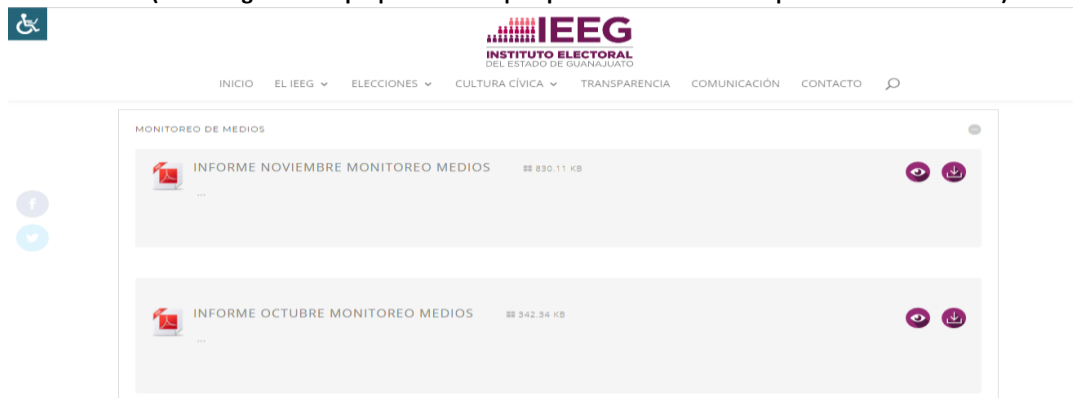 IEEG
INSTITUTO ELECTORAL
DEL ESTADO DE GUANAJUATO
INICIO EL IEEG ELECCIONES CULTURA CÍVICA TRANSPARENCIA COMUNICACIÓN CONTACTO
MONITOREO DE MEDIOS
INFORME NOVIEMBRE MONITOREO MEDIOS 830.11 KB
...
INFORME OCTUBRE MONITOREO MEDIOS 342.34 KB
...